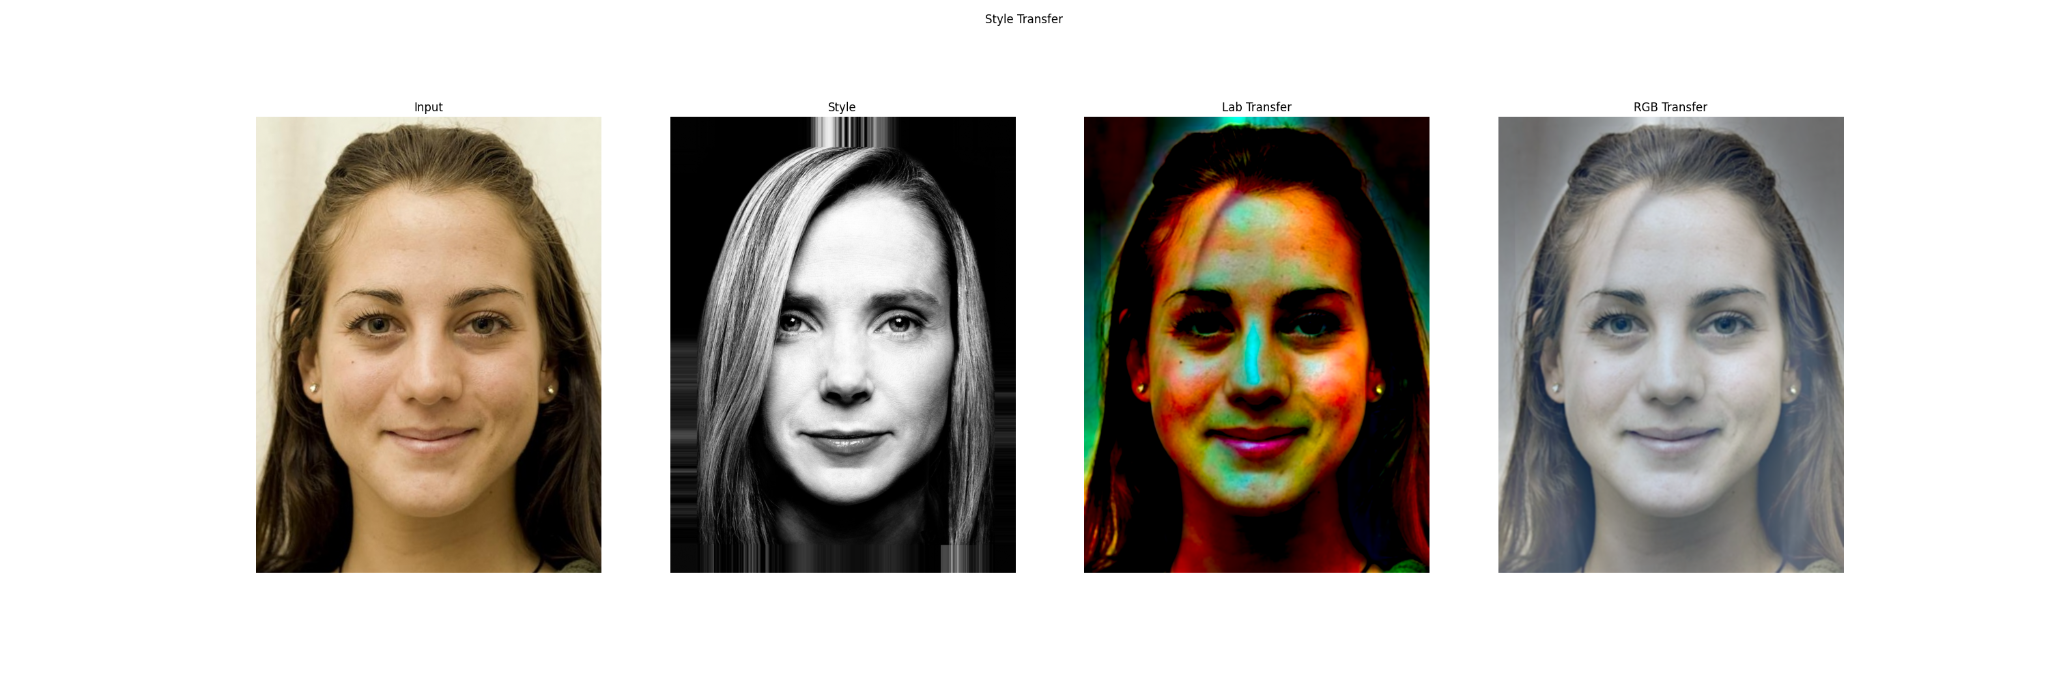 Style Transfer
Input
Style
Lab Transfer
RGB Transfer